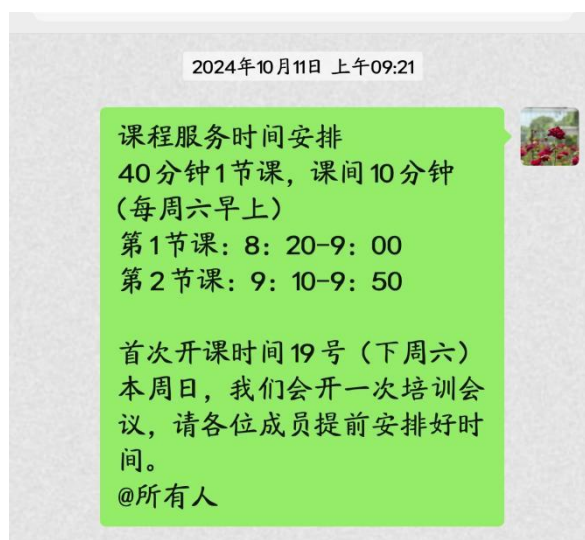 2024年10月11日 上午09:21
课程服务时间安排
40分钟1节课，课间10分钟
（每周六早上）
第1节课：8：20-9：00
第2节课：9：10-9：50
首次开课时间19号（下周六）
本周日，我们会开一次培训会
议，请各位成员提前安排好时
间。
@所有人